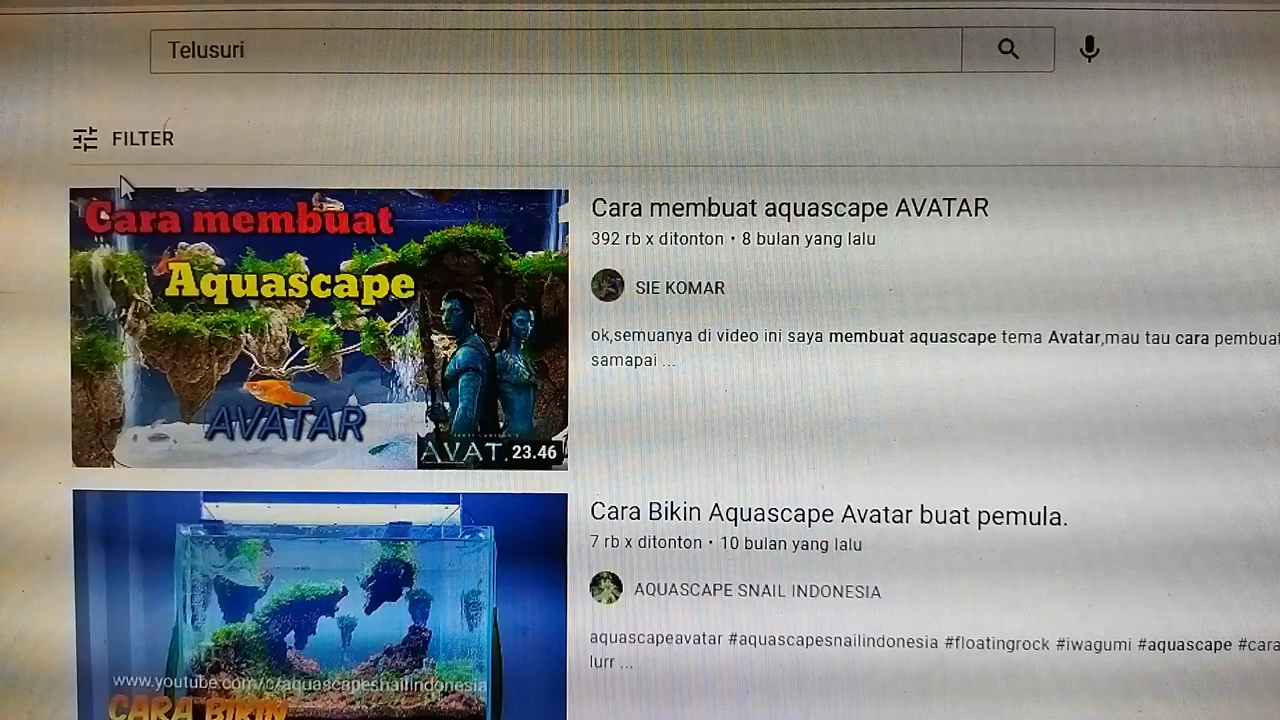 Telusuri
FILTER
Cara membuat
Aquascape
AVATAR
AVAT
23.46
Cara membuat aquascape AVATAR
392 rb x ditonton • 8 bulan yang lalu
SIE KOMAR
ok,semuanya di video ini saya membuat aquascape tema Avatar,mau tau cara pembuat
samapai ...
www.youtube.com/c/aquascapesnailindonesia
CARA BIKIN
Cara Bikin Aquascape Avatar buat pemula.
7 rb x ditonton • 10 bulan yang lalu
AQUASCAPE SNAIL INDONESIA
aquascapeavatar #aquascapesnailindonesia #floatingrock #iwagumi #aquascape #cara
lurr ...